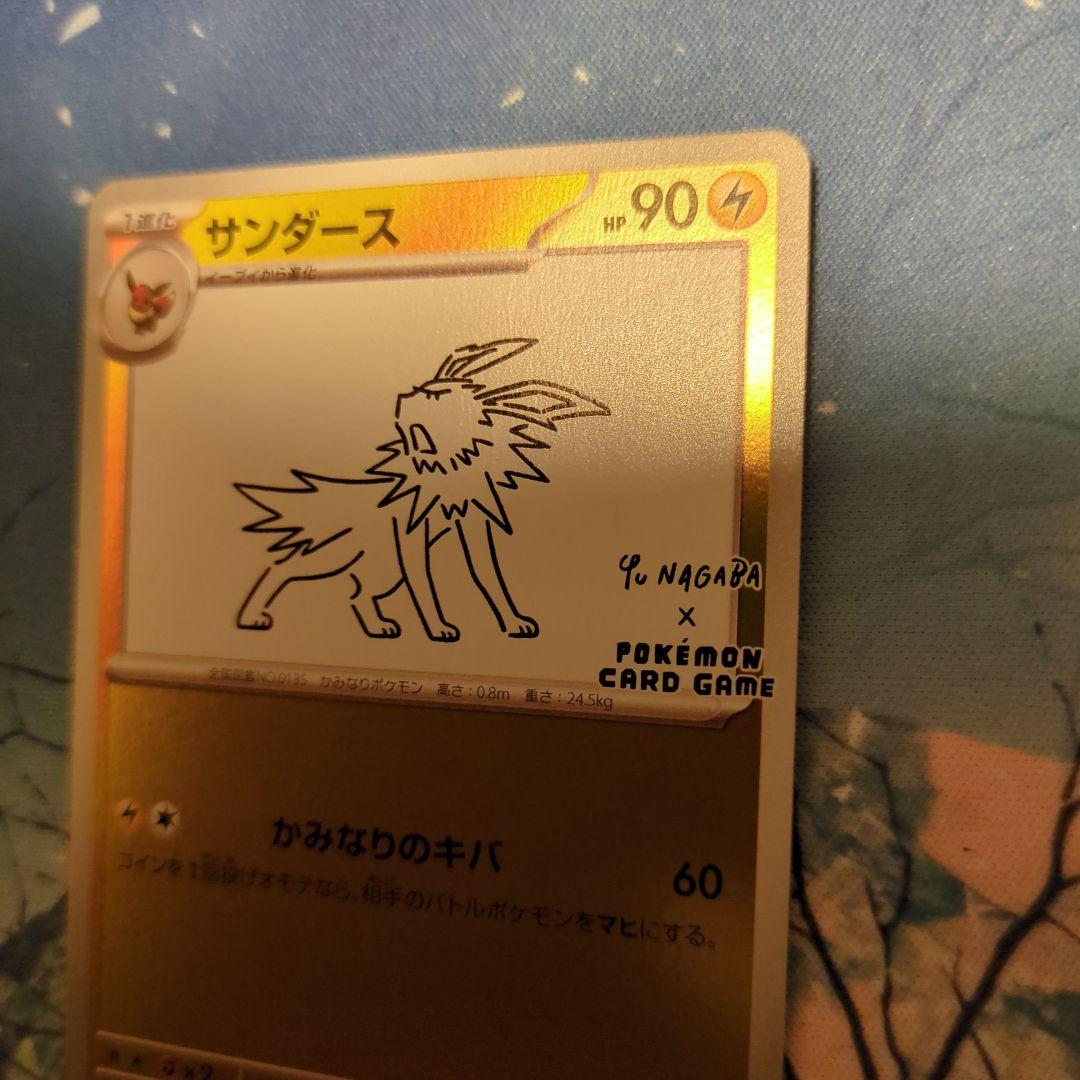 1進化
サンダース
HP 90
イーブイから進化
Yu NAGABA
×
POKÉMON
CARD GAME
全国図鑑NO.0135 かみなりポケモン 高さ：0.8m 重さ：24.5kg
かみなりのキバ 60
コインを1回投げオモテなら、相手のバトルポケモンをマヒにする。
×2